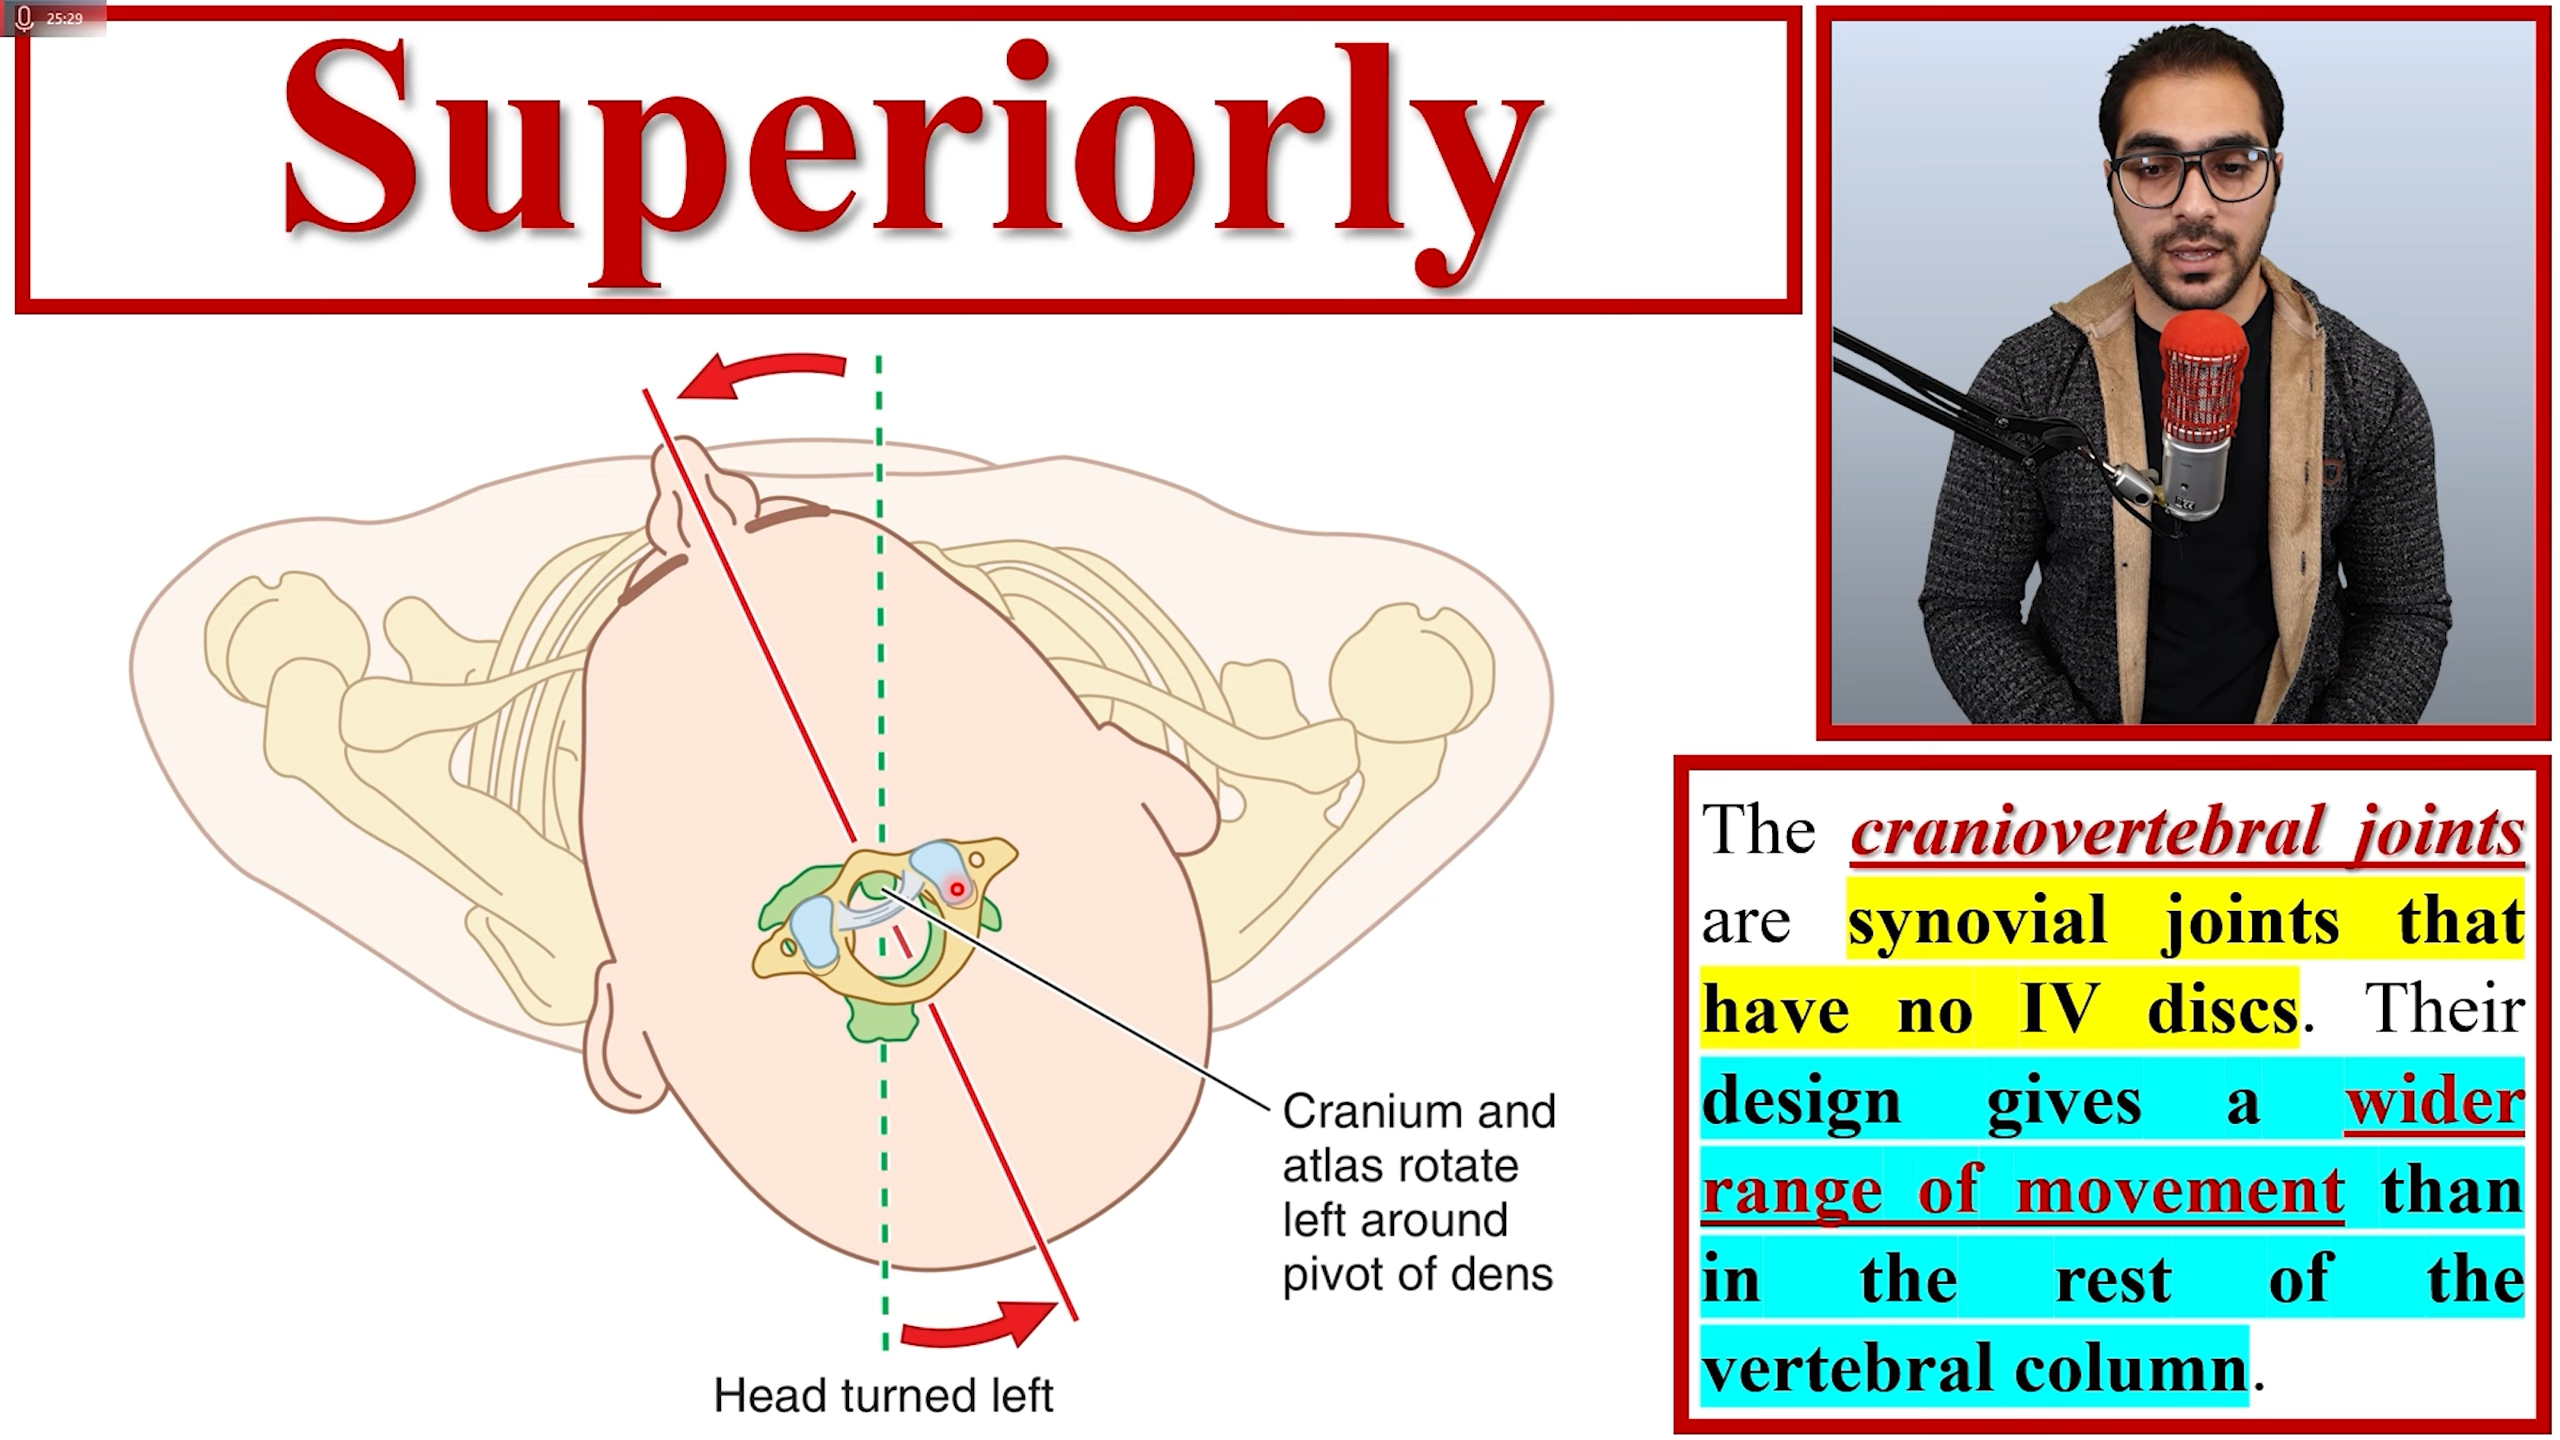 25:29
Superiorly
Cranium and
atlas rotate
left around
pivot of dens
Head turned left
The craniovertebral joints
are synovial joints that
have no IV discs. Their
design gives a wider
range of movement than
in the rest of the
vertebral column.